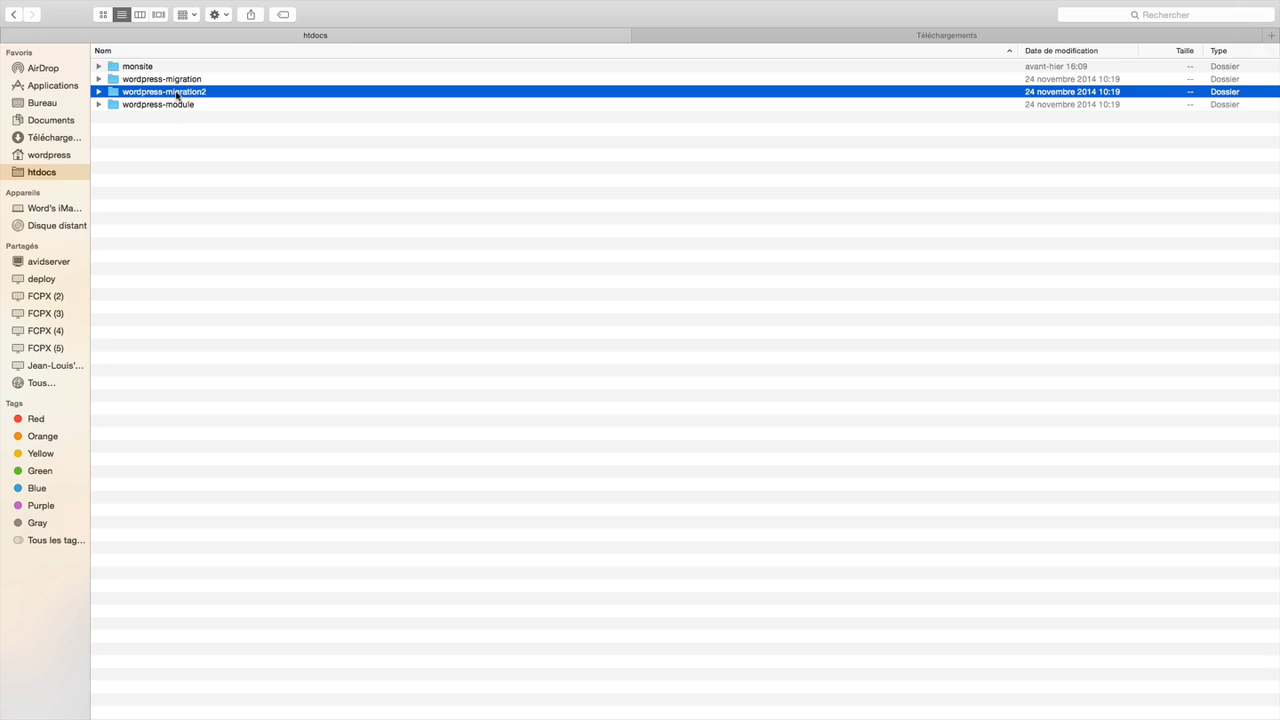 Rechercher
htdocs
Téléchargements
Favoris
AirDrop
Applications
Bureau
Documents
Télécharge...
wordpress
htdocs
Appareils
Word's iMa...
Disque distant
Partagés
avidserver
deploy
FCPX (2)
FCPX (3)
FCPX (4)
FCPX (5)
Jean-Louis'...
Tous...
Tags
Red
Orange
Yellow
Green
Blue
Purple
Gray
Tous les tag...
Nom Date de modification Taille Type
monsite avant-hier 16:09 -- Dossier
wordpress-migration 24 novembre 2014 10:19 -- Dossier
wordpress-migration2 24 novembre 2014 10:19 -- Dossier
wordpress-module 24 novembre 2014 10:19 -- Dossier